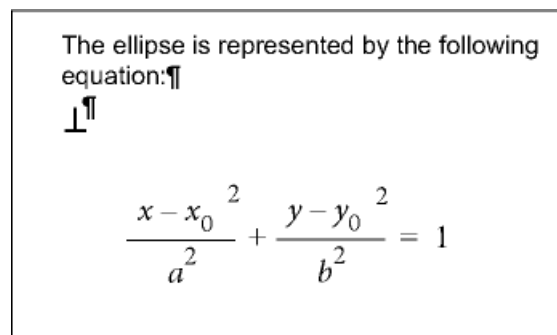 The ellipse is represented by the following
equation:¶
⊥¶
x − x₀ ² / a² + y − y₀ ² / b² = 1